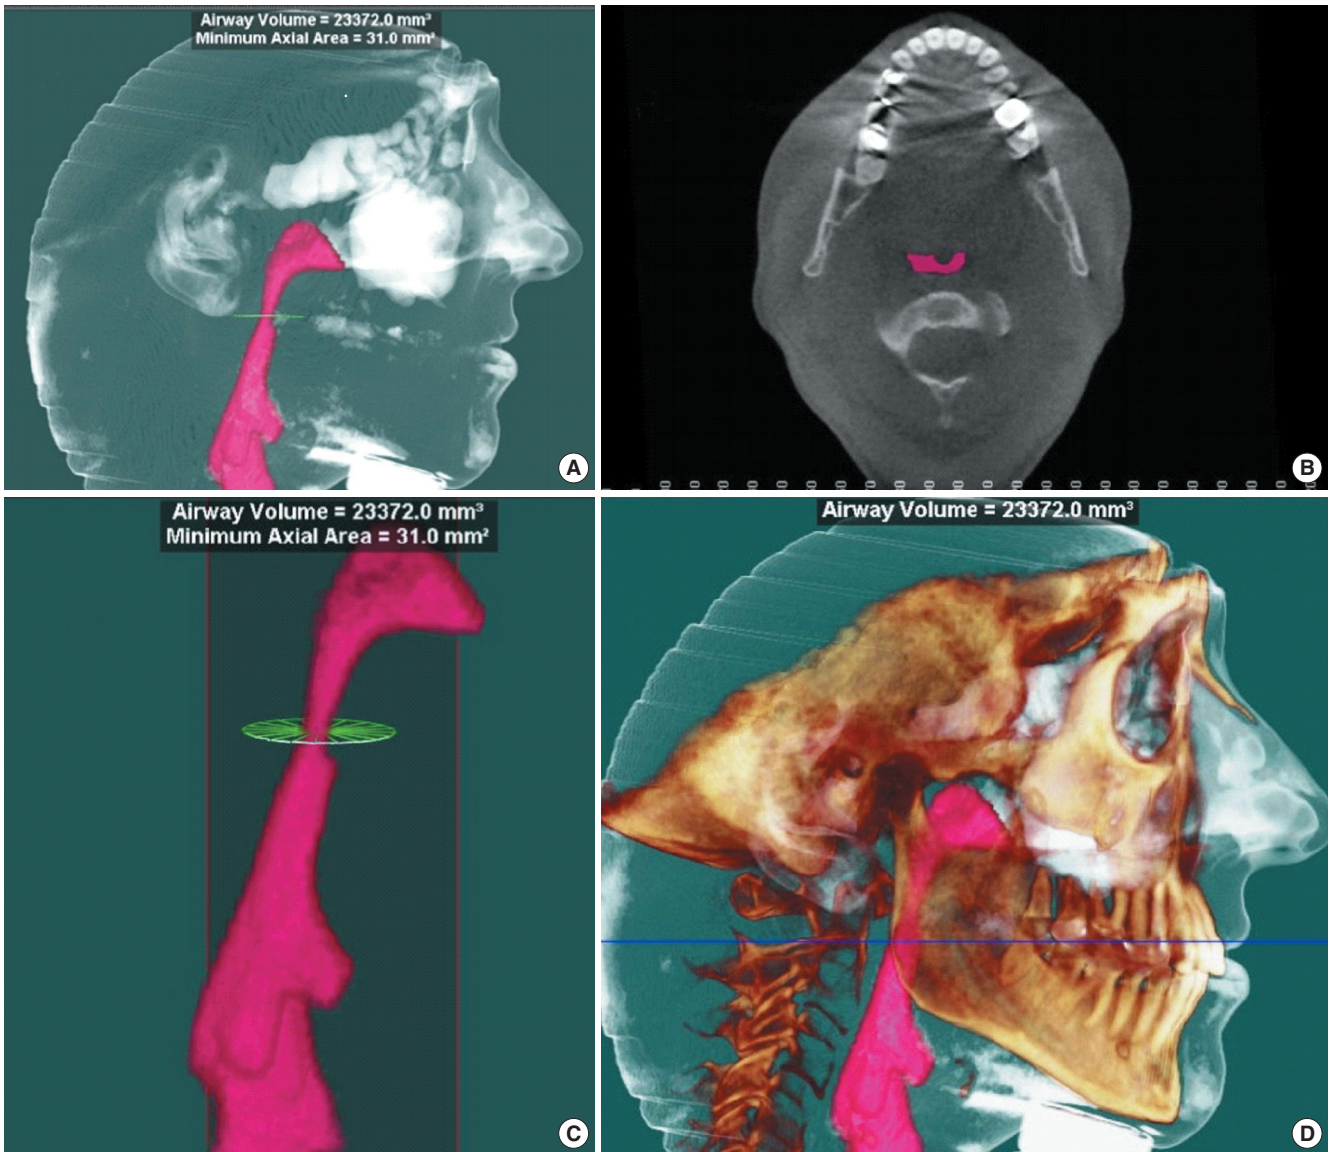 Airway Volume = 23372.0 mm³
Minimum Axial Area = 31.0 mm²
A
B
Airway Volume = 23372.0 mm³
Minimum Axial Area = 31.0 mm²
C
Airway Volume = 23372.0 mm³
D